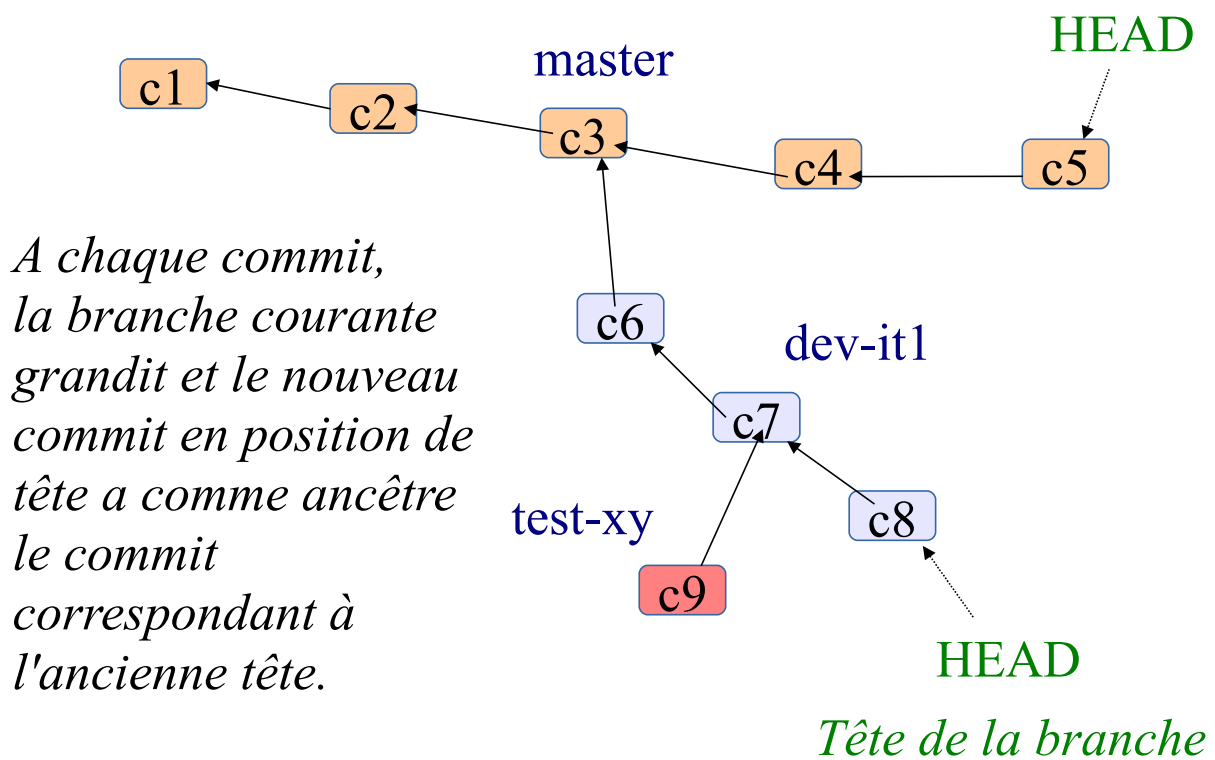 HEAD
master
c1
c2
c3
c4
c5
A chaque commit,
la branche courante
grandit et le nouveau
commit en position de
tête a comme ancêtre
le commit
correspondant à
l'ancienne tête.
c6
dev-it1
c7
test-xy
c8
c9
HEAD
Tête de la branche